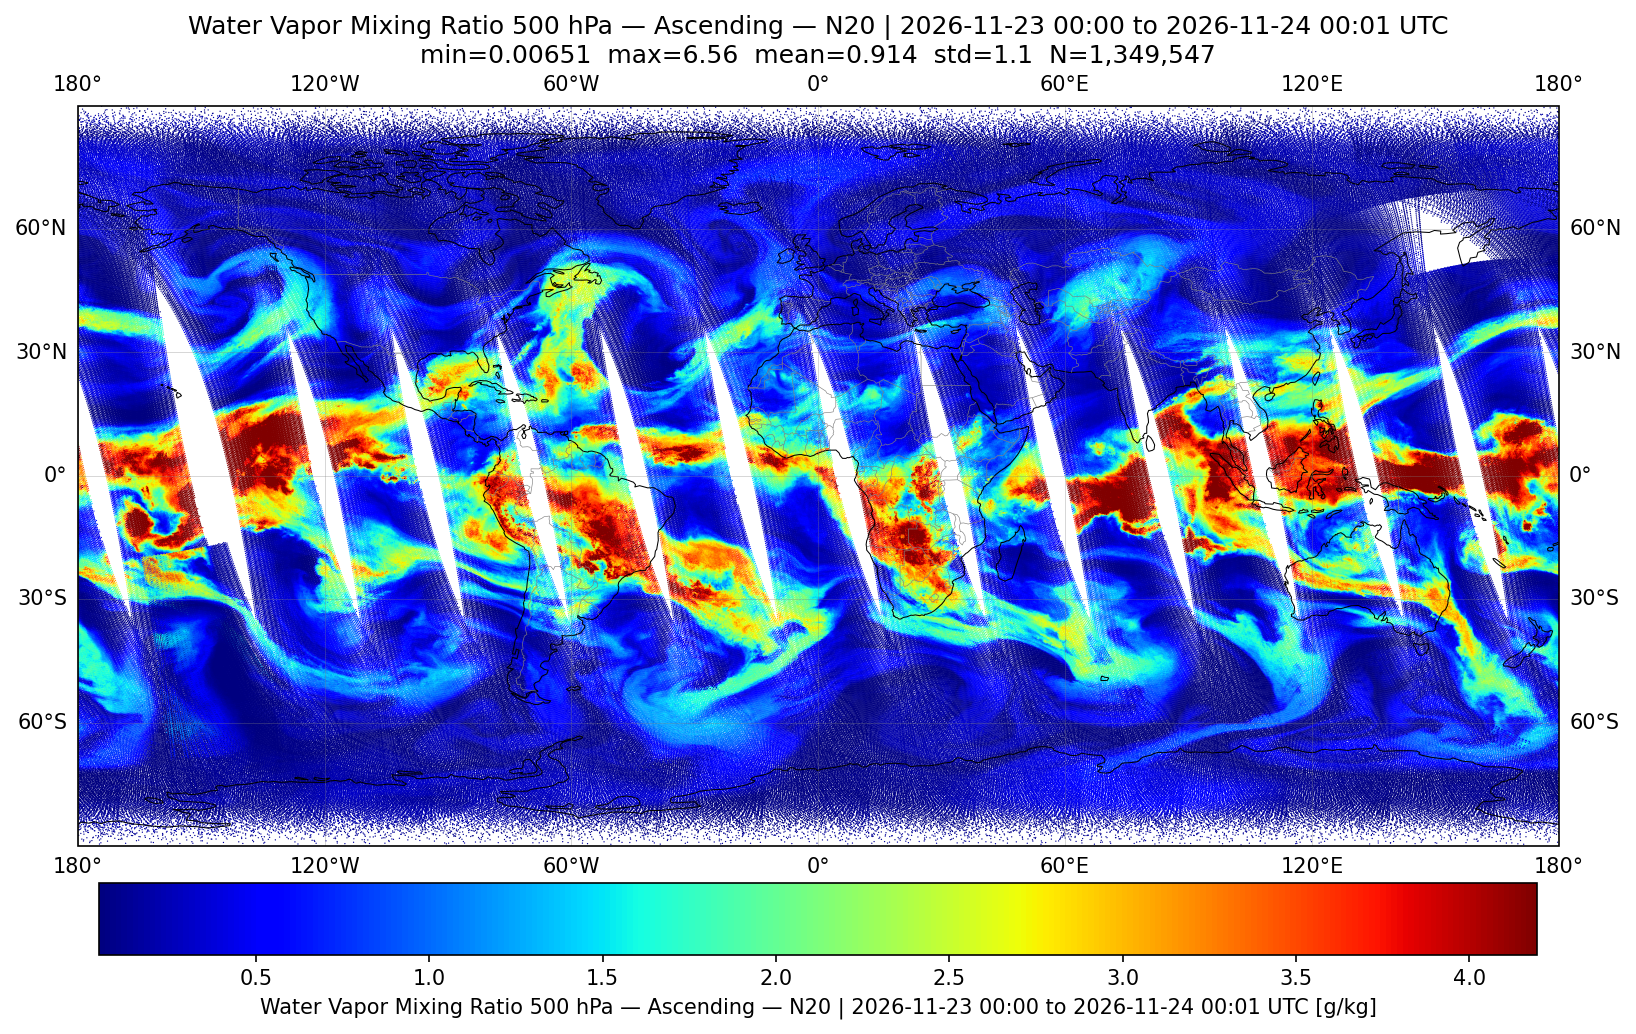 Water Vapor Mixing Ratio 500 hPa — Ascending — N20 | 2026-11-23 00:00 to 2026-11-24 00:01 UTC
min=0.00651 max=6.56 mean=0.914 std=1.1 N=1,349,547
180° 120°W 60°W 0° 60°E 120°E 180°
60°N 60°N
30°N 30°N
0° 0°
30°S 30°S
60°S 60°S
180° 120°W 60°W 0° 60°E 120°E 180°
0.5 1.0 1.5 2.0 2.5 3.0 3.5 4.0
Water Vapor Mixing Ratio 500 hPa — Ascending — N20 | 2026-11-23 00:00 to 2026-11-24 00:01 UTC [g/kg]